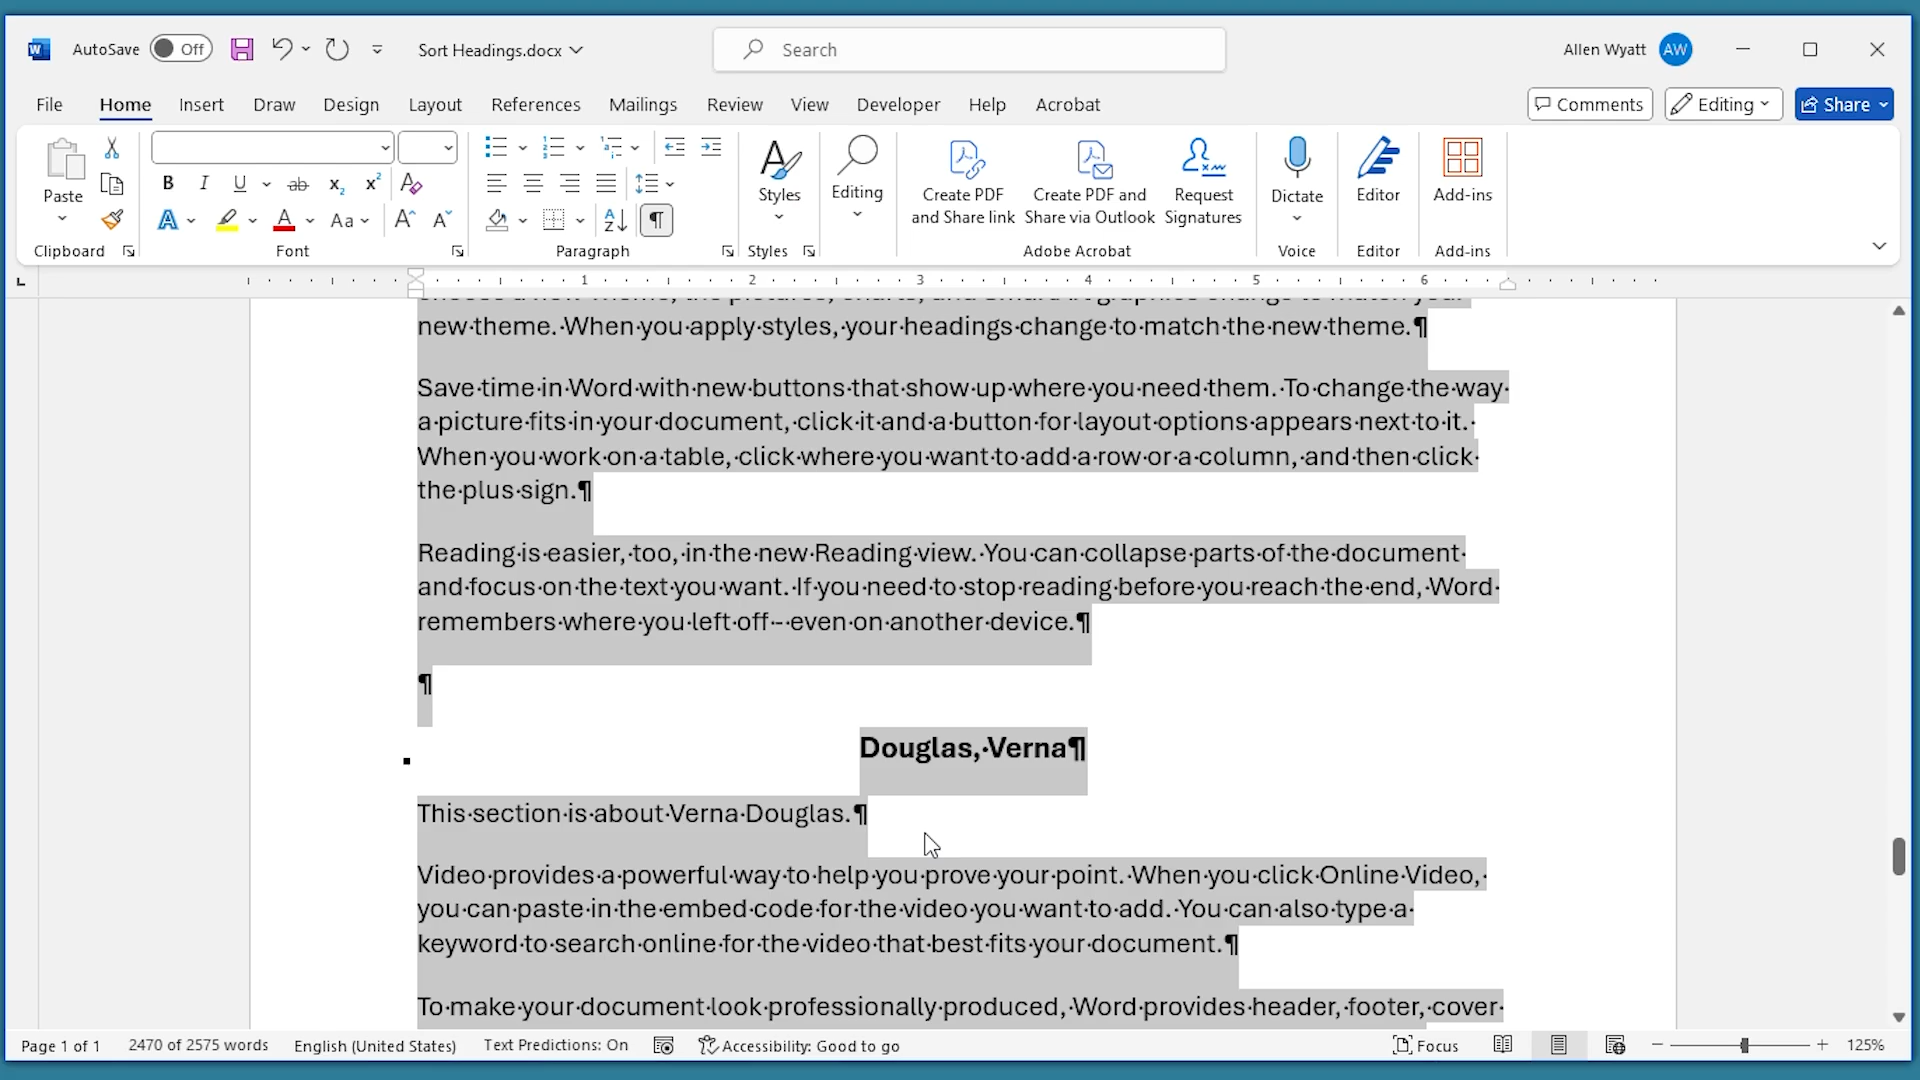 AutoSave Off Sort Headings.docx Search Allen Wyatt AW
File Home Insert Draw Design Layout References Mailings Review View Developer Help Acrobat Comments Editing Share
Paste
B I U ab x₂ x² A
A A Aa A A
Styles Editing
Create PDF and Share link
Create PDF and Share via Outlook
Request Signatures
Dictate Editor Add-ins
Clipboard Font Paragraph Styles Adobe Acrobat Voice Editor Add-ins
1 2 3 4 5 6
new·theme.·When·you·apply·styles,·your·headings·change·to·match·the·new·theme.¶
Save·time·in·Word·with·new·buttons·that·show·up·where·you·need·them.·To·change·the·way·
a·picture·fits·in·your·document,·click·it·and·a·button·for·layout·options·appears·next·to·it.·
When·you·work·on·a·table,·click·where·you·want·to·add·a·row·or·a·column,·and·then·click·
the·plus·sign.¶
Reading·is·easier,·too,·in·the·new·Reading·view.·You·can·collapse·parts·of·the·document·
and·focus·on·the·text·you·want.·If·you·need·to·stop·reading·before·you·reach·the·end,·Word·
remembers·where·you·left·off·-·even·on·another·device.¶
¶
Douglas,·Verna¶
This·section·is·about·Verna·Douglas.¶
Video·provides·a·powerful·way·to·help·you·prove·your·point.·When·you·click·Online·Video,·
you·can·paste·in·the·embed·code·for·the·video·you·want·to·add.·You·can·also·type·a·
keyword·to·search·online·for·the·video·that·best·fits·your·document.¶
To·make·your·document·look·professionally·produced,·Word·provides·header,·footer,·cover·
Page 1 of 1 2470 of 2575 words English (United States) Text Predictions: On Accessibility: Good to go Focus 125%